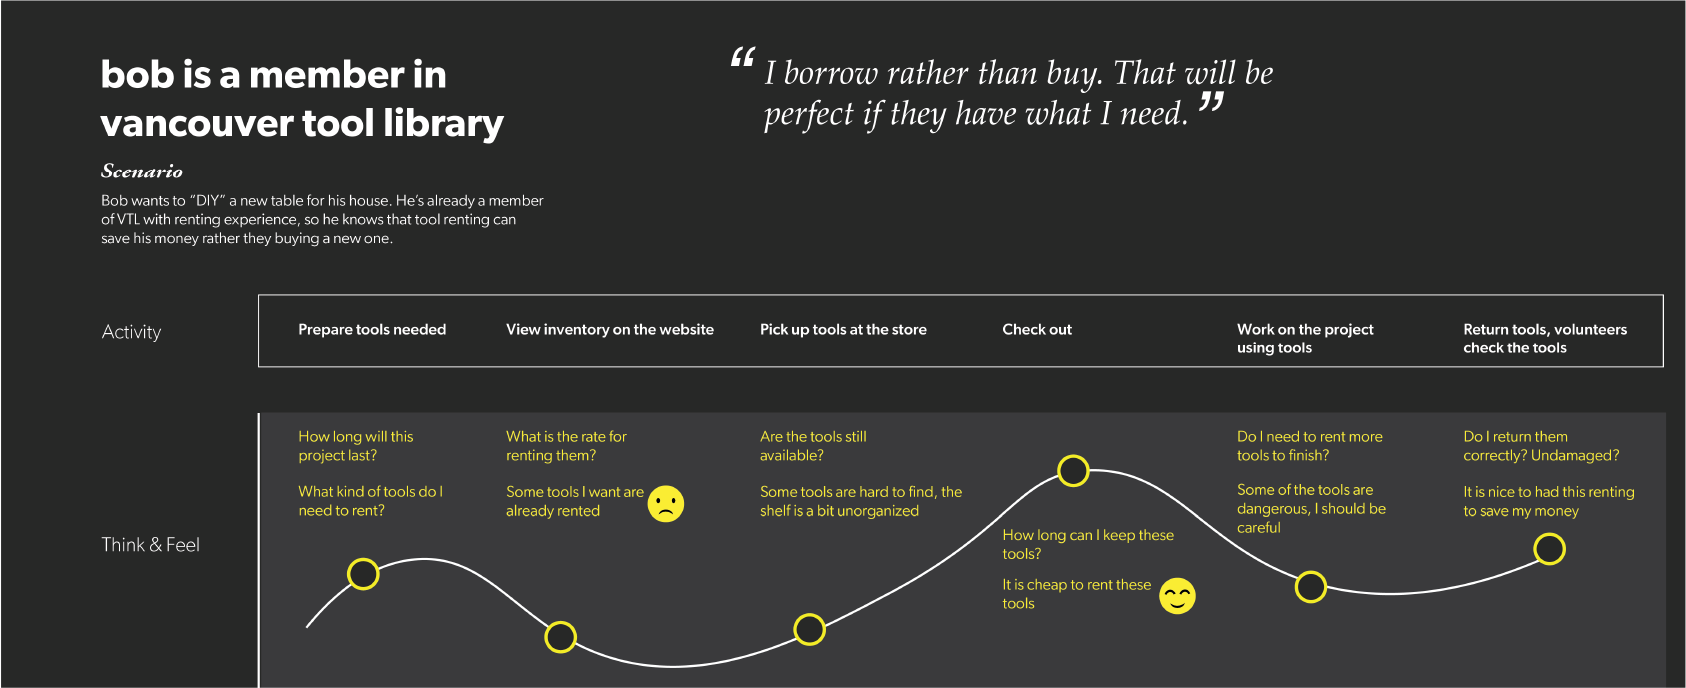 bob is a member in
vancouver tool library
“ I borrow rather than buy. That will be
perfect if they have what I need. ”
Scenario
Bob wants to “DIY” a new table for his house. He’s already a member
of VTL with renting experience, so he knows that tool renting can
save his money rather they buying a new one.
Activity
Prepare tools needed
View inventory on the website
Pick up tools at the store
Check out
Work on the project
using tools
Return tools, volunteers
check the tools
Think & Feel
How long will this
project last?
What kind of tools do I
need to rent?
What is the rate for
renting them?
Some tools I want are
already rented
Are the tools still
available?
Some tools are hard to find, the
shelf is a bit unorganized
How long can I keep these
tools?
It is cheap to rent these
tools
Do I need to rent more
tools to finish?
Some of the tools are
dangerous, I should be
careful
Do I return them
correctly? Undamaged?
It is nice to had this renting
to save my money